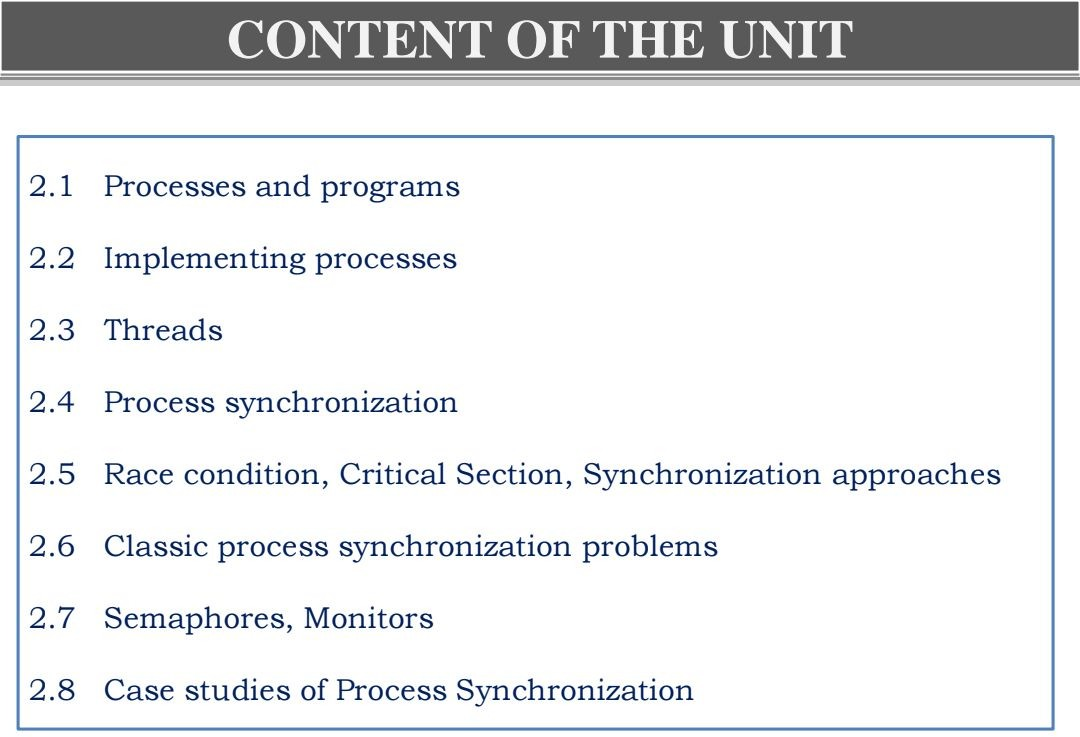 CONTENT OF THE UNIT
2.1 Processes and programs
2.2 Implementing processes
2.3 Threads
2.4 Process synchronization
2.5 Race condition, Critical Section, Synchronization approaches
2.6 Classic process synchronization problems
2.7 Semaphores, Monitors
2.8 Case studies of Process Synchronization